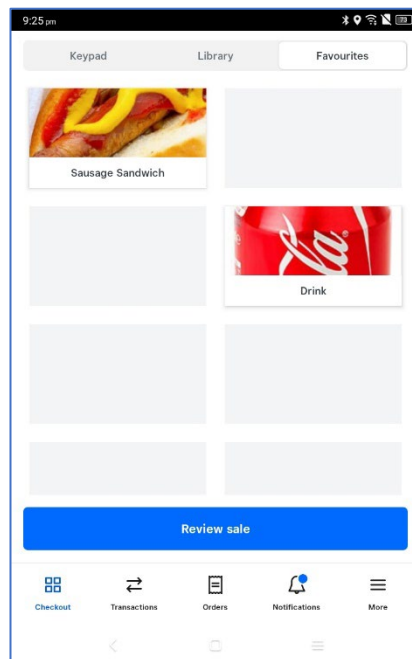 9:25 pm
Keypad Library Favourites
Sausage Sandwich
Drink
Review sale
Checkout Transactions Orders Notifications More